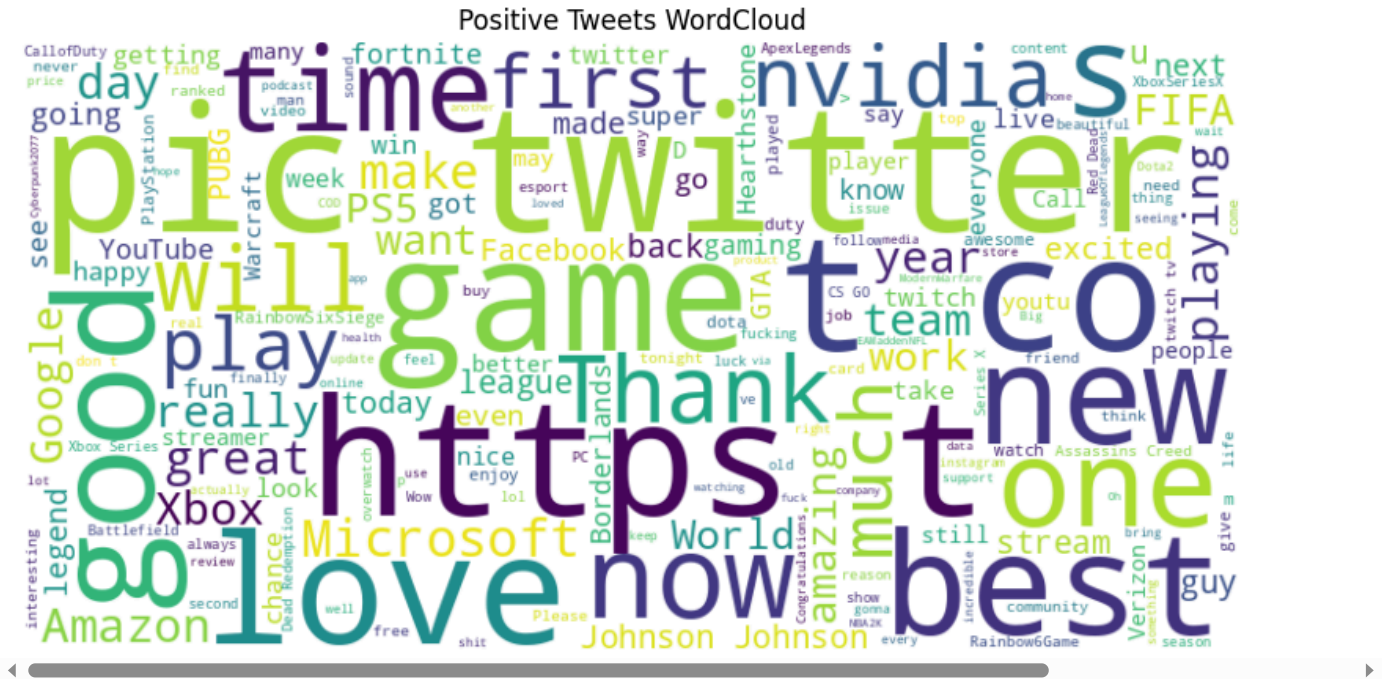 Positive Tweets WordCloud
CallofDuty
getting
many
fortnite
twitter
ApexLegends
content
u
next
never
find
time
sound
first
Hearthstone
nvidia
home
s
XboxSeriesX
price
day
ranked
podcast
man
video
another
>
FIFA
going
made
super
say
top
live
beautiful
wait
pic twitter
Cyberpunk2077
PlayStation
hope
PUBG
win
way
D
played
player
everyone
Red Dead
LeagueofLegends
Dota2
playing
week
make
may
esport
go
know
Call
need
thing
COD
PS5
got
loved
issue
seeing
see
Warcraft
duty
come
YouTube
want
Facebook
back
gaming
follow
media
awesome
excited
happy
will
app
game
product
GTA
t co
year
store
ModernWarfare
twitch tv
buy
CS GO
twitch
youtu
Big
Google
good
real
RainbowSixSiege
dota
fucking
job
team
play
health
EAMaddenNFL
people
don t
update
feel
better
tonight
luck
via
card
work
Series X
friend
finally
online
league
Thank
ve
much
take
new
fun
really
today
even
Borderlands
right
think
Xbox Series
streamer
https t
data
watch
Assassins Creed
life
great
overwatch
nice
PC
old
instagram
one
lot
actually
look
p
use
enjoy
watching
amazing
company
support
Oh
m
legend
Xbox
Wow
lol
fuck
Battlefield
Microsoft
keep
World
Congratulations
still
stream
bring
give
interesting
always
review
chance
Dead Redemption
love
now
reason
best
incredible
Verizon
something
guy
second
well
show
gonna
community
Amazon
free
shit
Please
Johnson Johnson
NBA2K
every
Rainbow6Game
season